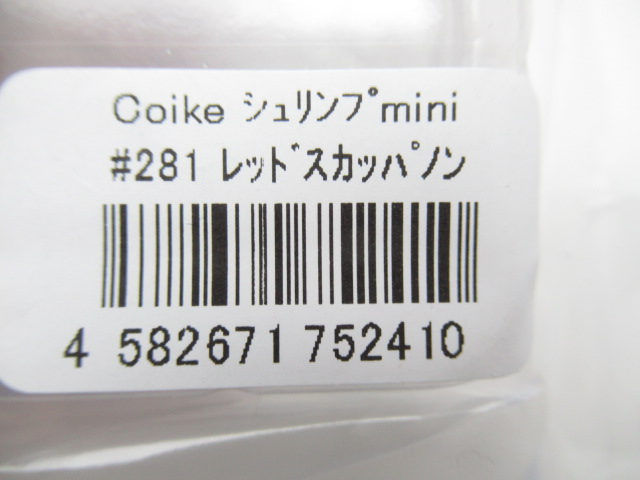 Coike ｼｭﾘﾝﾌﾟmini
#281 ﾚｯﾄﾞｽｶｯﾊﾟﾉﾝ
4 582671 752410